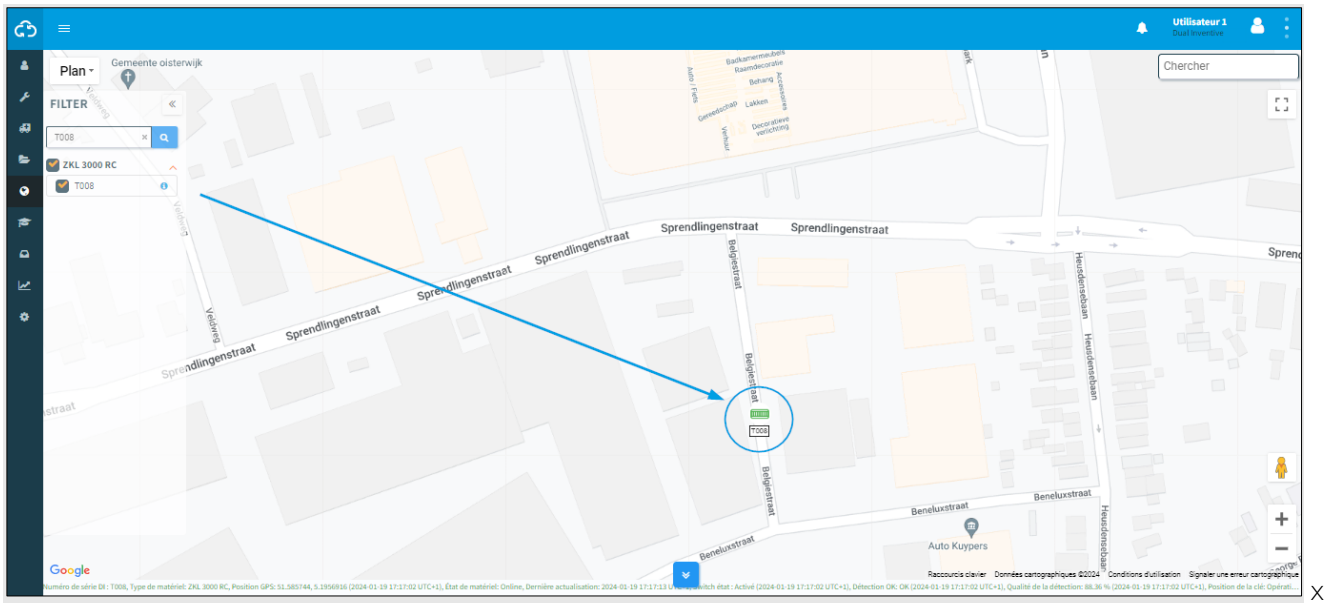 Utilisateur 1
Dual Inventive
Plan
Gemeente oisterwijk
Chercher
FILTER
T008
ZKL 3000 RC
T008
Badkamermeubels
Raamdecoratie
Behang
Accessoires
Auto / Fiets
Gereedschap
Lakken
Decoratieve
verlichting
Verhuur
Veldweg
Veldweg
Veldweg
Sprendlingenstraat
Sprendlingenstraat
Sprendlingenstraat
Sprendlingenstraat
Sprendlingenstraat
Sprendlingenstraat
Sprendlingenstraat
Sprend
straat
Belgiestraat
Belgiestraat
Belgiestraat
Heusdensebaan
Heusdensebaan
Heusdensebaan
T008
Beneluxstraat
Beneluxstraat
Beneluxstraat
Auto Kuypers
Google
Raccourcis clavier Données cartographiques ©2024 Conditions d'utilisation Signaler une erreur cartographique
Numéro de série DI : T008, Type de matériel: ZKL 3000 RC, Position GPS: 51.585744, 5.1956916 (2024-01-19 17:17:02 UTC+1), État de matériel: Online, Dernière actualisation: 2024-01-19 17:17:13 witch état : Activé (2024-01-19 17:17:02 UTC+1), Détection OK: OK (2024-01-19 17:17:02 UTC+1), Qualité de la détection: 88.36 % (2024-01-19 17:17:02 UTC+1), Position de la clé: Opérati...
X